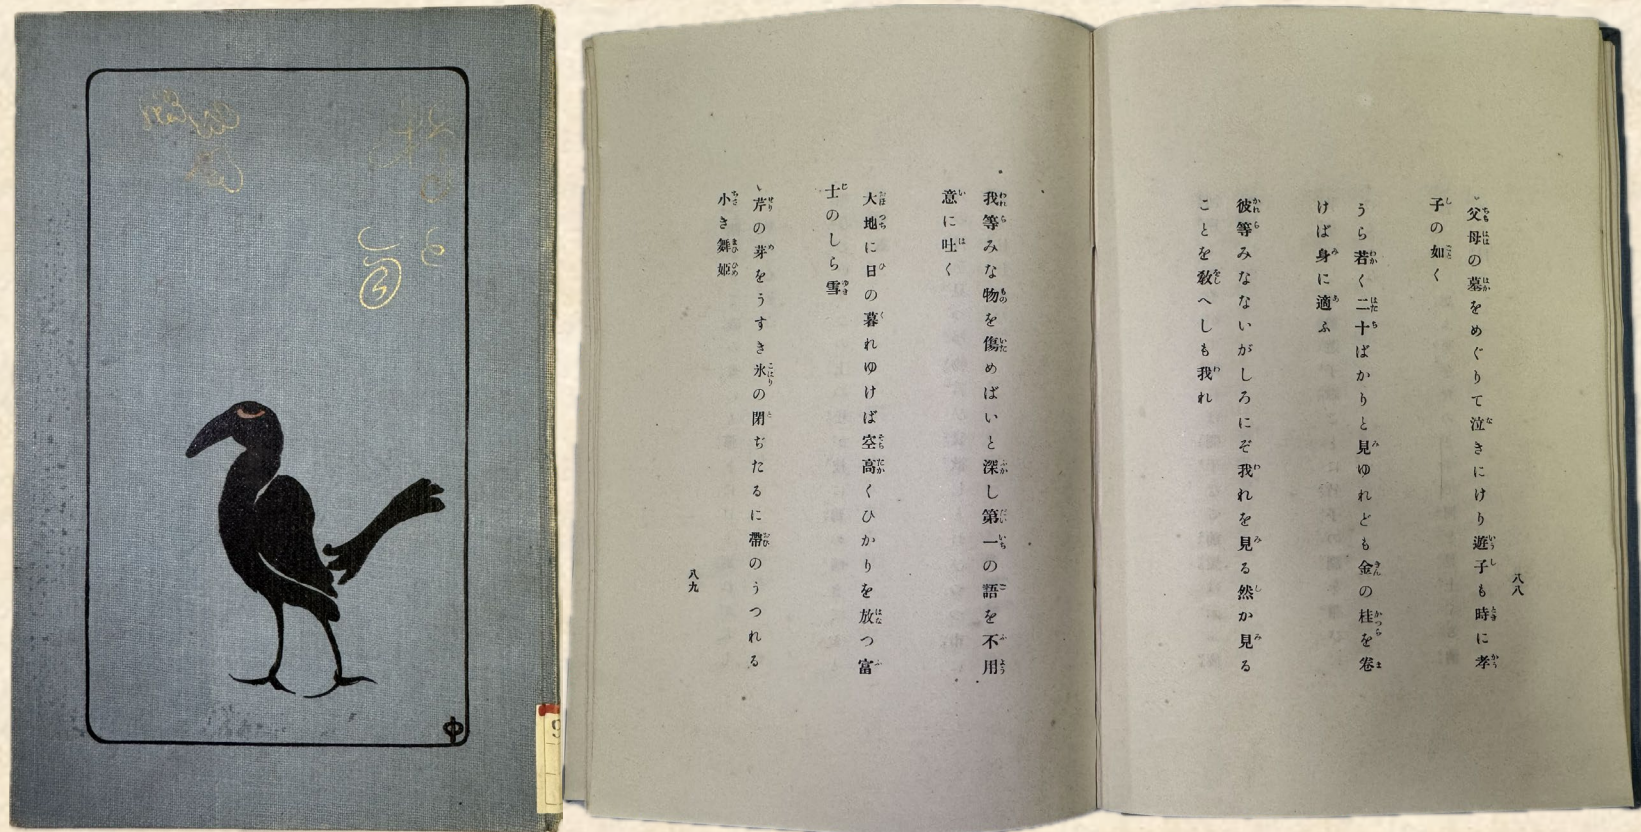 八八
父母の墓をめぐりて泣きにけり遊子も時に孝
子の如く
うら若く二十ばかりと見ゆれども金の桂を卷
けば身に適ふ
彼等みなないがしろにぞ我れを見る然か見る
ことを敎へしも我れ
我等みな物を傷めばいと深し第一の語を不用
意に吐く
大地に日の暮れゆけば空高くひかりを放つ富
士のしら雪
芹の芽をうすき氷の閉ぢたるに帶のうつれる
小き舞姬
八九